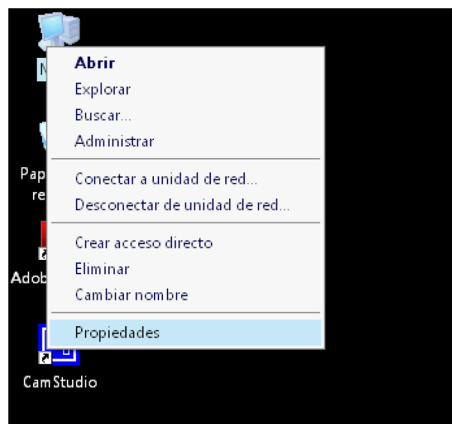 Abrir
Explorar
Buscar...
Administrar
Conectar a unidad de red...
Desconectar de unidad de red...
Crear acceso directo
Eliminar
Cambiar nombre
Propiedades
CamStudio